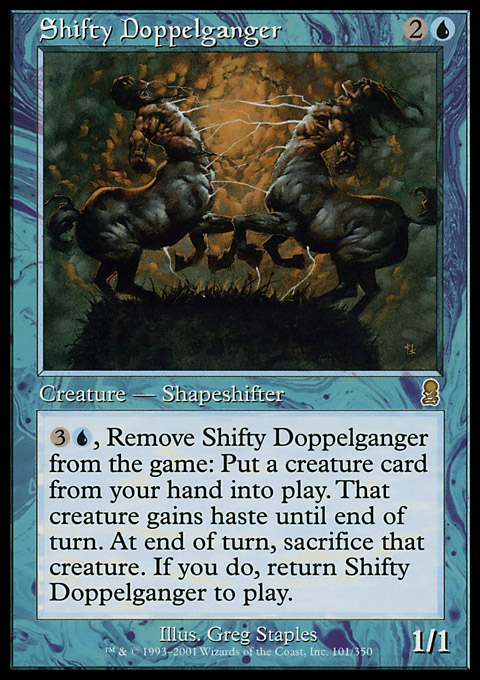 Shifty Doppelganger 2
Creature — Shapeshifter
3, Remove Shifty Doppelganger
from the game: Put a creature card
from your hand into play. That
creature gains haste until end of
turn. At end of turn, sacrifice that
creature. If you do, return Shifty
Doppelganger to play.
Illus. Greg Staples
1/1
™ & © 1993-2001 Wizards of the Coast, Inc. 101/350